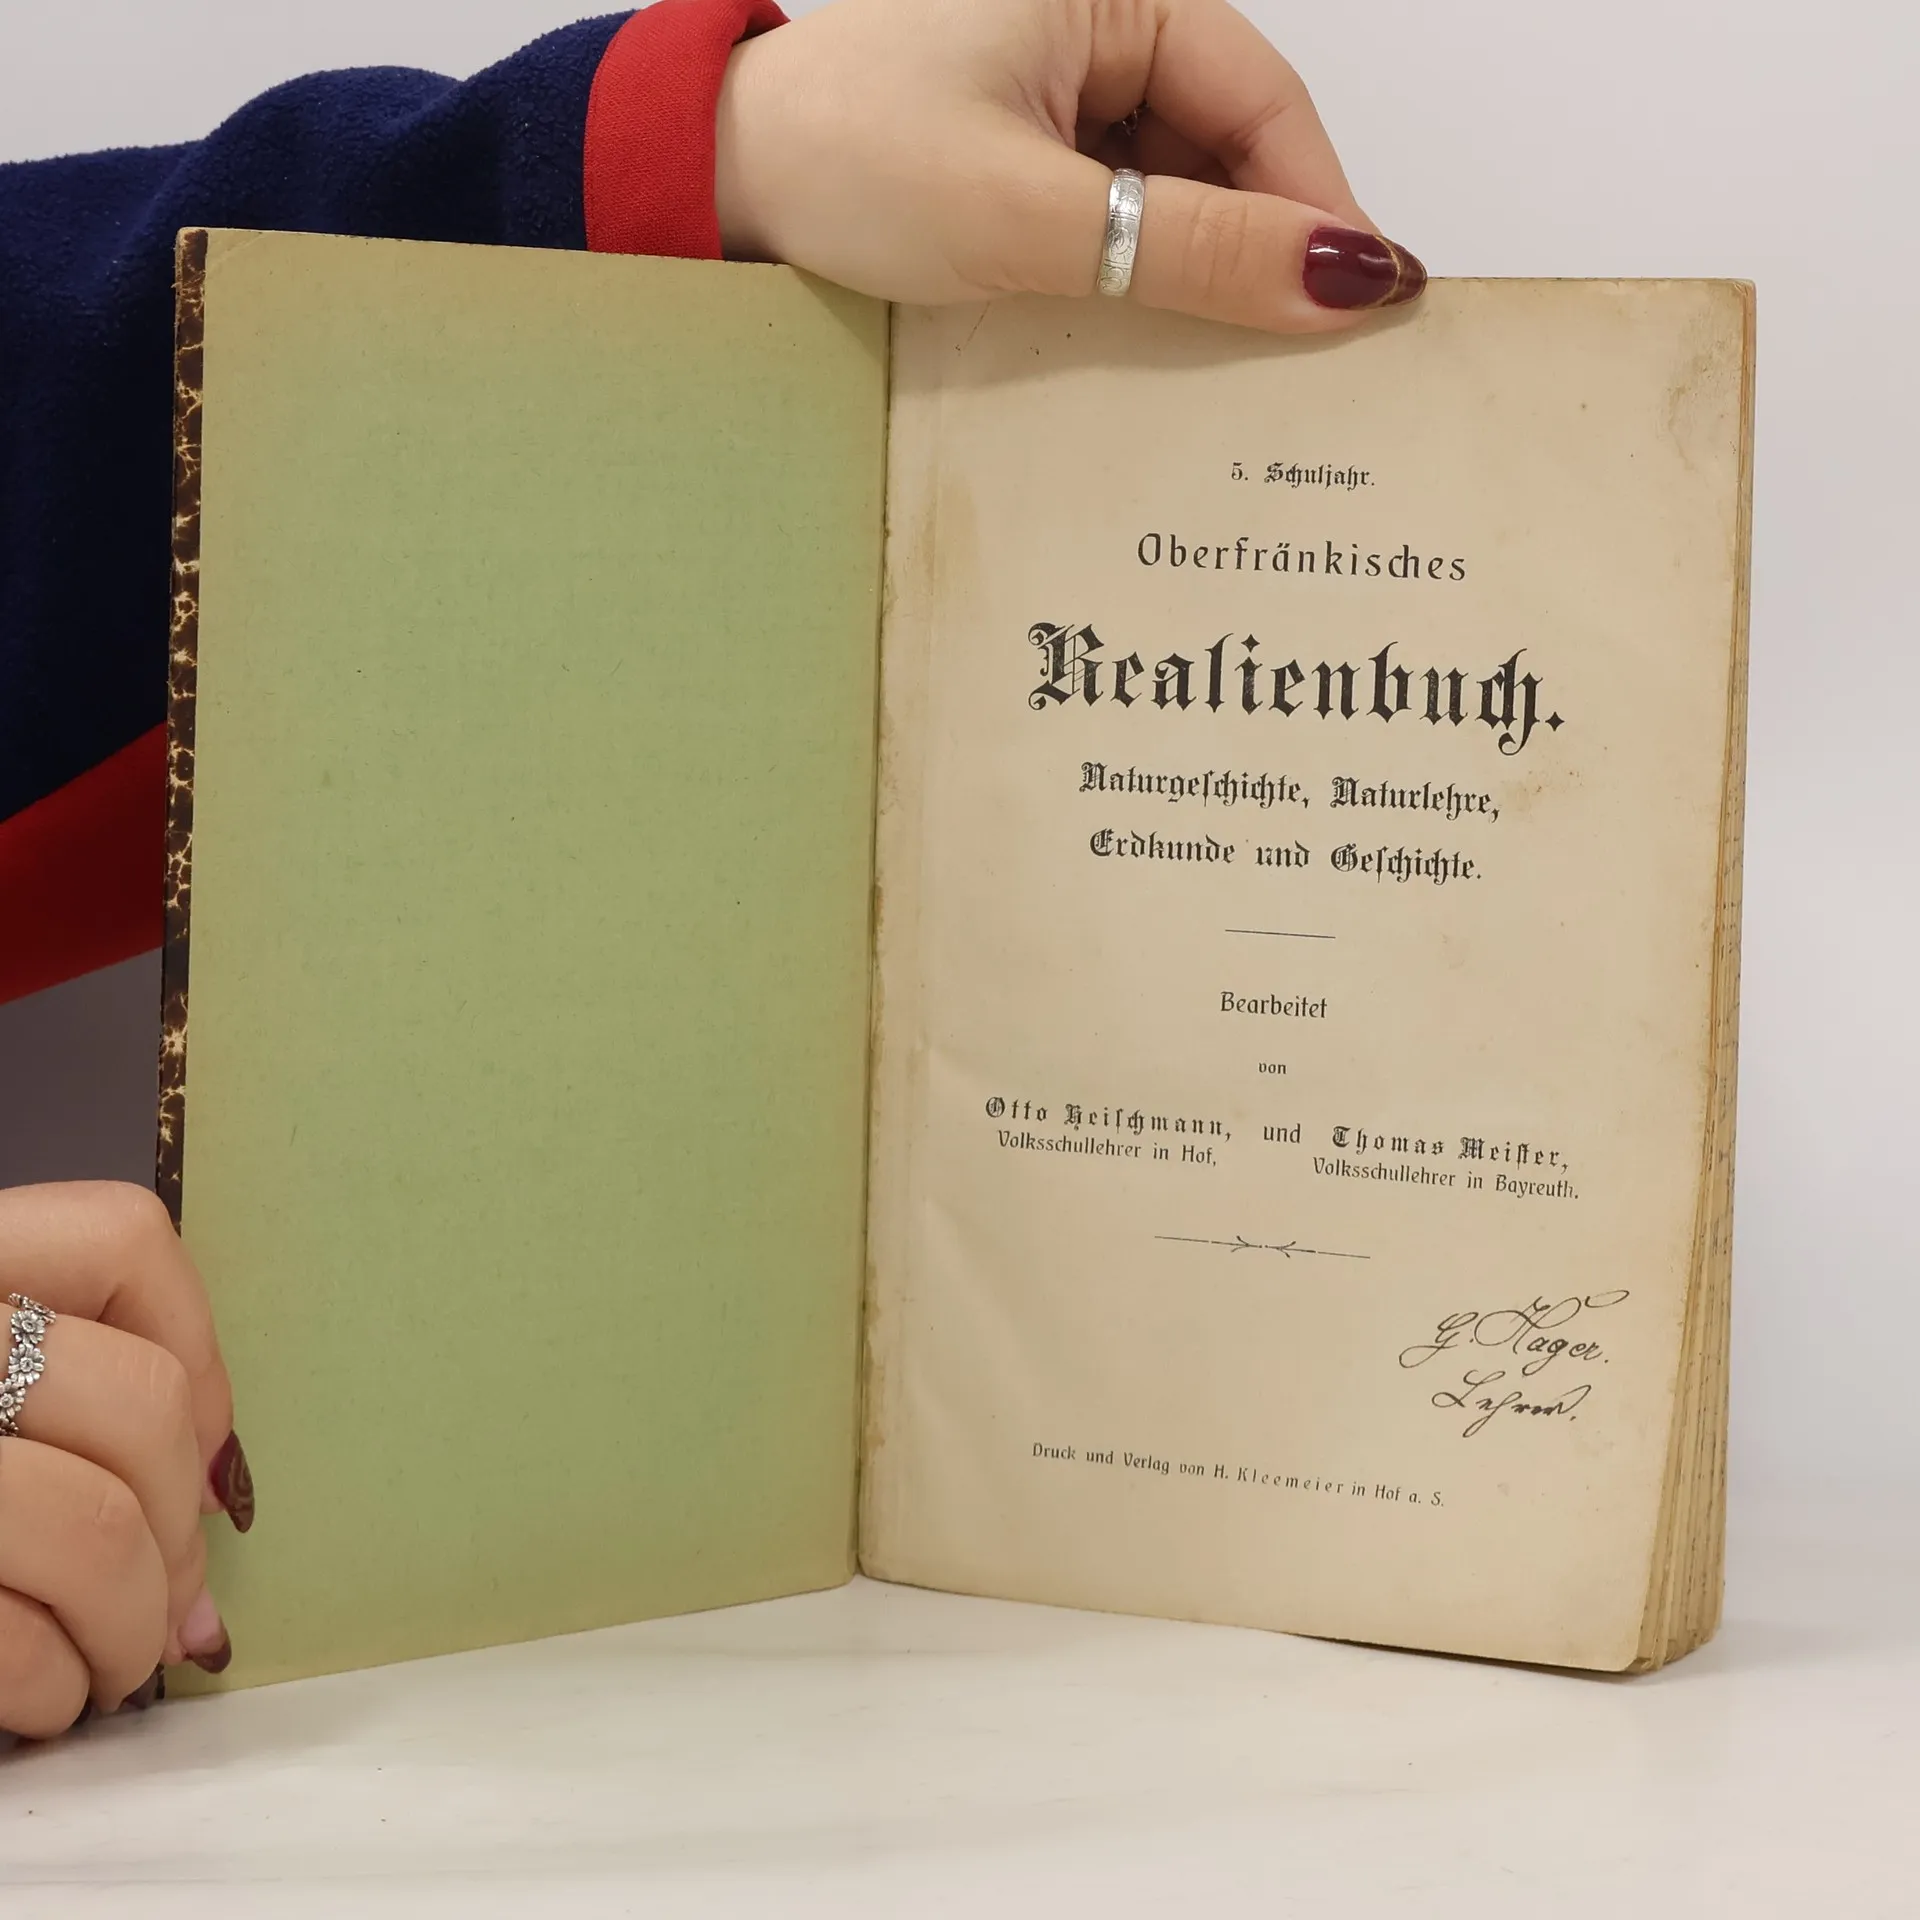 5. Schuljahr.
Oberfränkisches
Realienbuch.
Naturgeſchichte, Naturlehre,
Erdkunde und Geſchichte.
Bearbeitet
von
Otto Heiſchmann, und Thomas Meiſter,
Volksschullehrer in Hof, Volksschullehrer in Bayreuth.
G. Hager.
Lehrer.
Druck und Verlag von H. Kleemeier in Hof a. S.